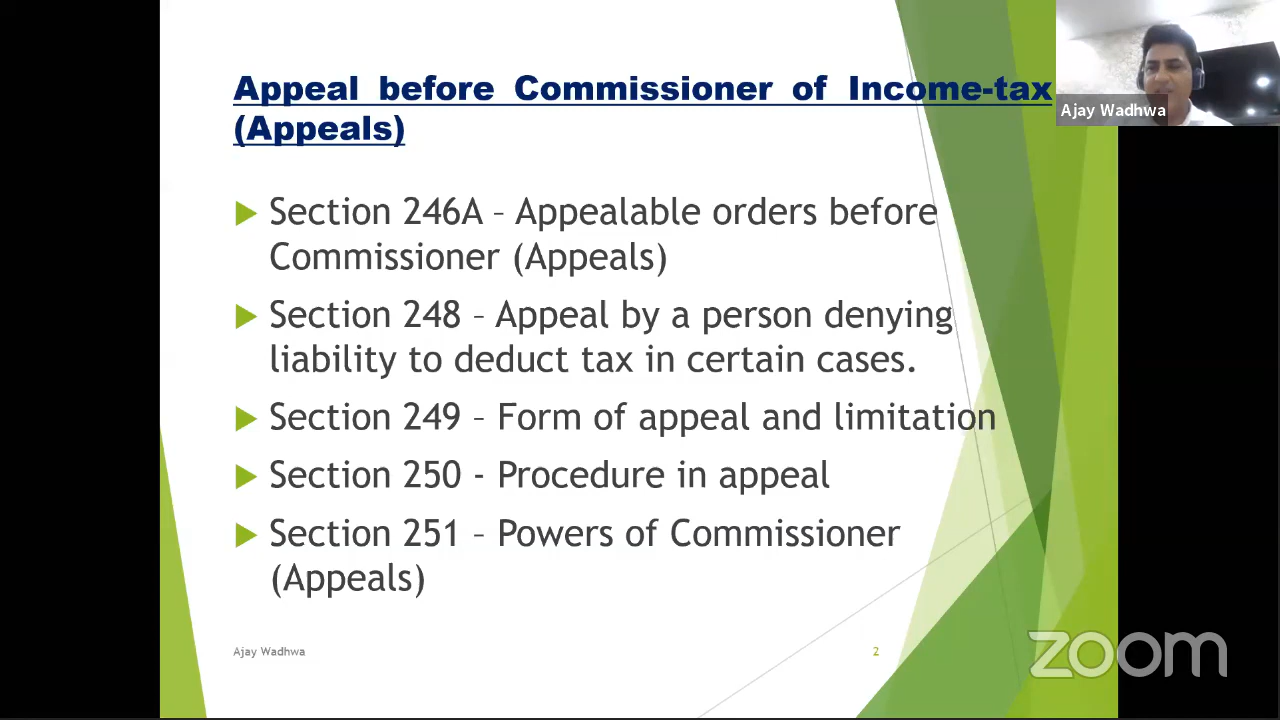 Appeal before Commissioner of Income-tax
(Appeals)
Ajay Wadhwa
Section 246A – Appealable orders before
Commissioner (Appeals)
Section 248 – Appeal by a person denying
liability to deduct tax in certain cases.
Section 249 – Form of appeal and limitation
Section 250 - Procedure in appeal
Section 251 – Powers of Commissioner
(Appeals)
Ajay Wadhwa
2
zoom